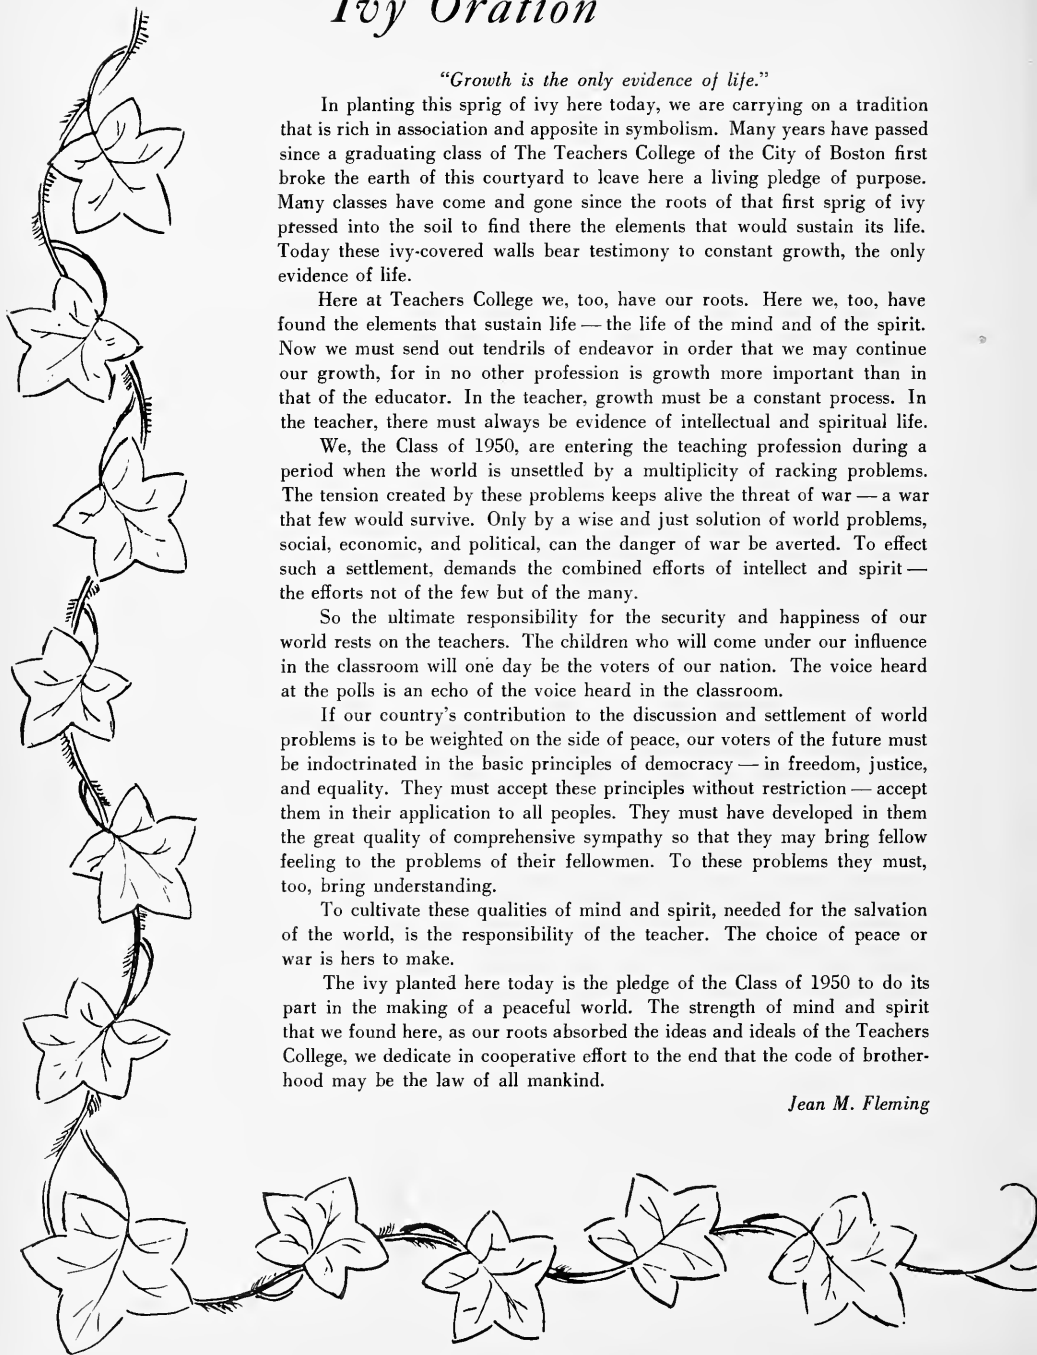 Ivy Oration
"Growth is the only evidence of life."
In planting this sprig of ivy here today, we are carrying on a tradition
that is rich in association and apposite in symbolism. Many years have passed
since a graduating class of The Teachers College of the City of Boston first
broke the earth of this courtyard to leave here a living pledge of purpose.
Many classes have come and gone since the roots of that first sprig of ivy
pressed into the soil to find there the elements that would sustain its life.
Today these ivy-covered walls bear testimony to constant growth, the only
evidence of life.
Here at Teachers College we, too, have our roots. Here we, too, have
found the elements that sustain life — the life of the mind and of the spirit.
Now we must send out tendrils of endeavor in order that we may continue
our growth, for in no other profession is growth more important than in
that of the educator. In the teacher, growth must be a constant process. In
the teacher, there must always be evidence of intellectual and spiritual life.
We, the Class of 1950, are entering the teaching profession during a
period when the world is unsettled by a multiplicity of racking problems.
The tension created by these problems keeps alive the threat of war — a war
that few would survive. Only by a wise and just solution of world problems,
social, economic, and political, can the danger of war be averted. To effect
such a settlement, demands the combined efforts of intellect and spirit —
the efforts not of the few but of the many.
So the ultimate responsibility for the security and happiness of our
world rests on the teachers. The children who will come under our influence
in the classroom will one day be the voters of our nation. The voice heard
at the polls is an echo of the voice heard in the classroom.
If our country's contribution to the discussion and settlement of world
problems is to be weighted on the side of peace, our voters of the future must
be indoctrinated in the basic principles of democracy — in freedom, justice,
and equality. They must accept these principles without restriction — accept
them in their application to all peoples. They must have developed in them
the great quality of comprehensive sympathy so that they may bring fellow
feeling to the problems of their fellowmen. To these problems they must,
too, bring understanding.
To cultivate these qualities of mind and spirit, needed for the salvation
of the world, is the responsibility of the teacher. The choice of peace or
war is hers to make.
The ivy planted here today is the pledge of the Class of 1950 to do its
part in the making of a peaceful world. The strength of mind and spirit
that we found here, as our roots absorbed the ideas and ideals of the Teachers
College, we dedicate in cooperative effort to the end that the code of brother-
hood may be the law of all mankind.
Jean M. Fleming